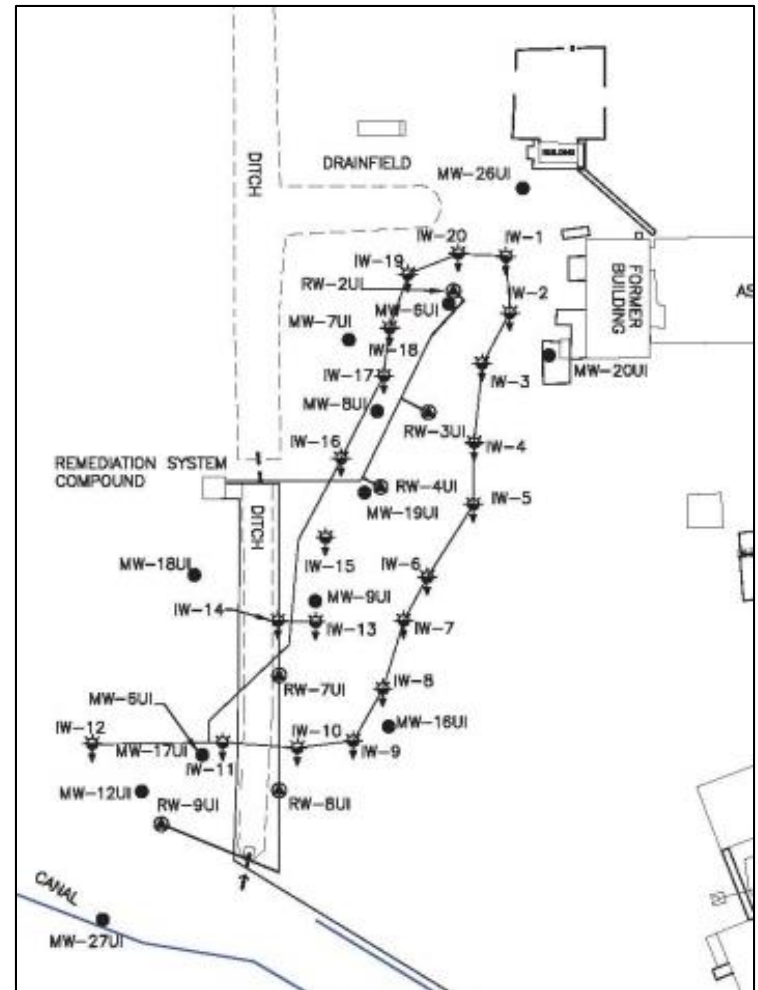 BUILDING
DITCH
DRAINFIELD
MW-26UI
IW-20
IW-1
IW-19
RW-2UI
IW-2
MW-6UI
FORMER
BUILDING
AS
MW-7UI
IW-18
IW-3
MW-20UI
IW-17
MW-8UI
RW-3UI
IW-16
IW-4
REMEDIATION SYSTEM
COMPOUND
RW-4UI
MW-19UI
IW-5
DITCH
IW-15
MW-18UI
IW-6
MW-9UI
IW-14
IW-13
IW-7
RW-7UI
IW-8
MW-5UI
MW-16UI
IW-12
IW-10
MW-17UI
IW-9
IW-11
MW-12UI
RW-9UI
RW-8UI
CANAL
MW-27UI